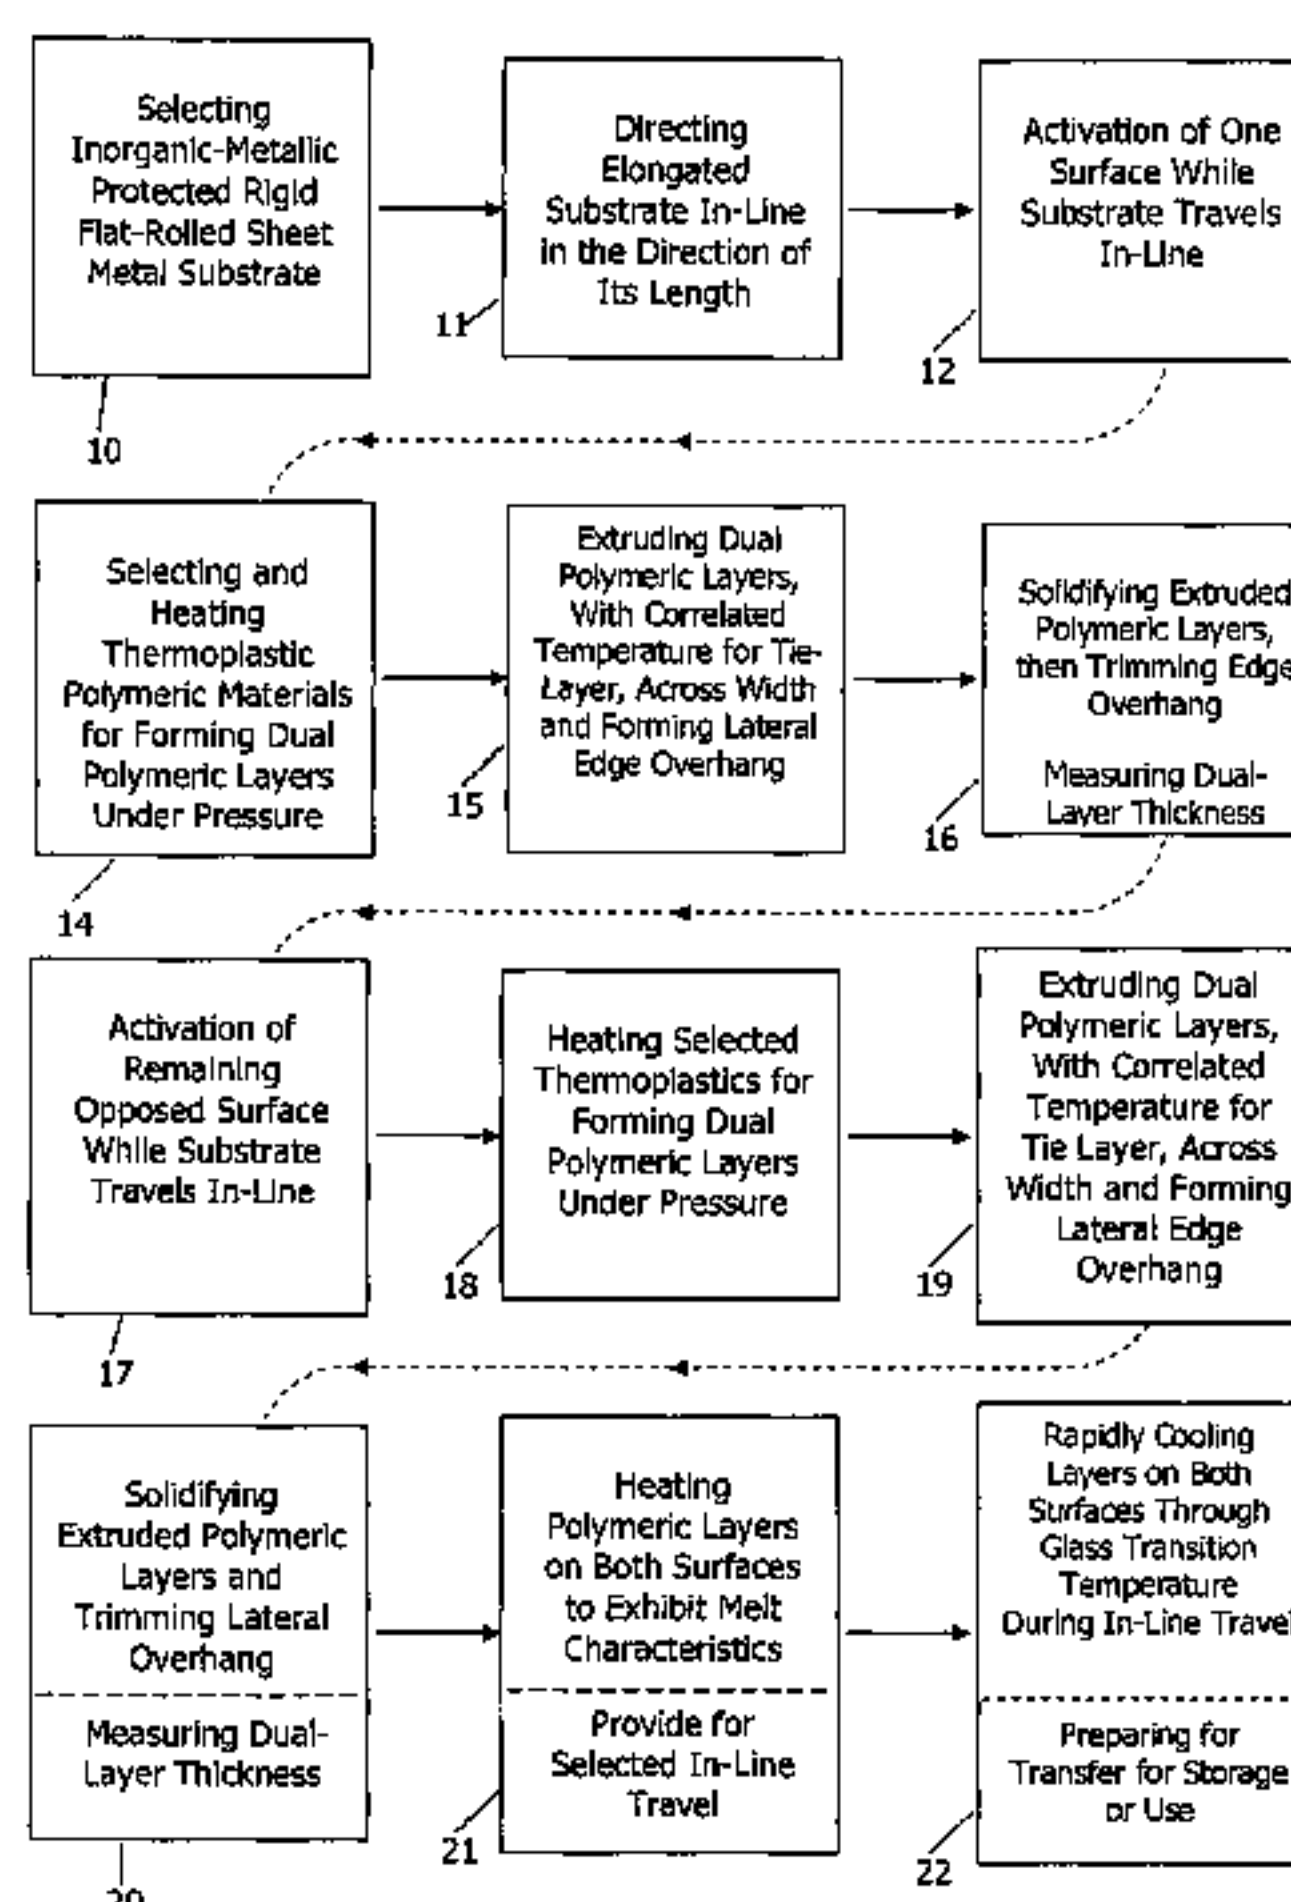 Selecting
Inorganic-Metallic
Protected Rigid
Flat-Rolled Sheet
Metal Substrate
10
Directing
Elongated
Substrate In-Line
in the Direction of
Its Length
11
Activation of One
Surface While
Substrate Travels
In-Line
12
Selecting and
Heating
Thermoplastic
Polymeric Materials
for Forming Dual
Polymeric Layers
Under Pressure
14
Extruding Dual
Polymeric Layers,
With Correlated
Temperature for Tie-
Layer, Across Width
and Forming Lateral
Edge Overhang
15
Solidifying Extruded
Polymeric Layers,
then Trimming Edge
Overhang
Measuring Dual-
Layer Thickness
16
Activation of
Remaining
Opposed Surface
While Substrate
Travels In-Line
17
Heating Selected
Thermoplastics for
Forming Dual
Polymeric Layers
Under Pressure
18
Extruding Dual
Polymeric Layers,
With Correlated
Temperature for
Tie Layer, Across
Width and Forming
Lateral Edge
Overhang
19
Solidifying
Extruded Polymeric
Layers and
Trimming Lateral
Overhang
Measuring Dual-
Layer Thickness
20
Heating
Polymeric Layers
on Both Surfaces
to Exhibit Melt
Characteristics
Provide for
Selected In-Line
Travel
21
Rapidly Cooling
Layers on Both
Surfaces Through
Glass Transition
Temperature
During In-Line Travel
Preparing for
Transfer for Storage
or Use
22